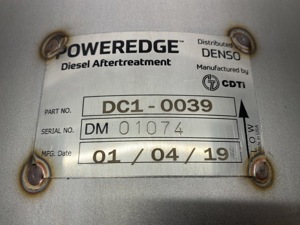 POWEREDGE™
Diesel Aftertreatment
Distributed
DENSO
Manufactured by
CDTi
PART NO. DC1-0039
SERIAL NO. DM 01074
MFG. Date 01/04/19
FLOW